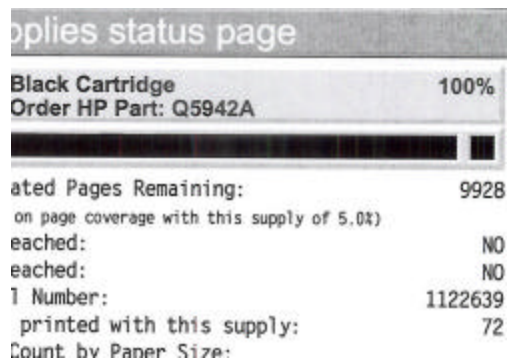 pplies status page
Black Cartridge 100%
Order HP Part: Q5942A
ated Pages Remaining: 9928
on page coverage with this supply of 5.0%)
eached: NO
eached: NO
l Number: 1122639
printed with this supply: 72
Count by Paper Size: